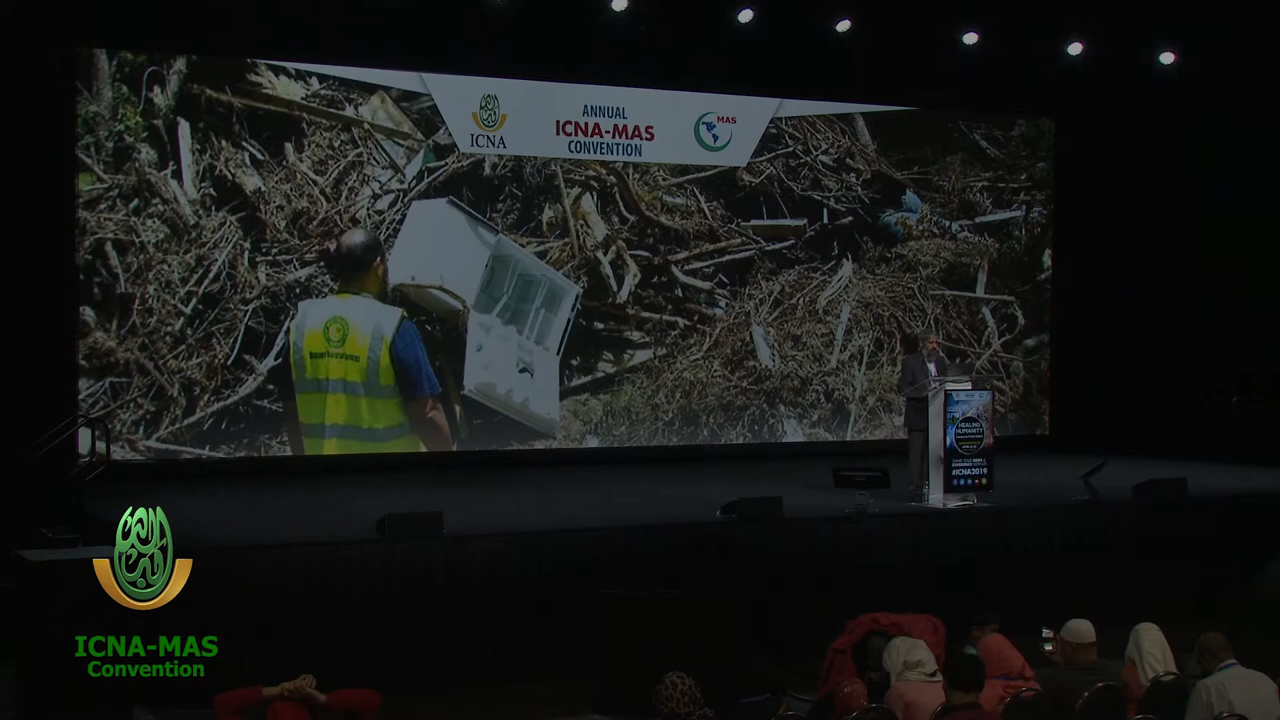 ICNA
ANNUAL
ICNA-MAS
CONVENTION
MAS
HEALING
HUMANITY
#ICNA2019
ICNA-MAS
Convention